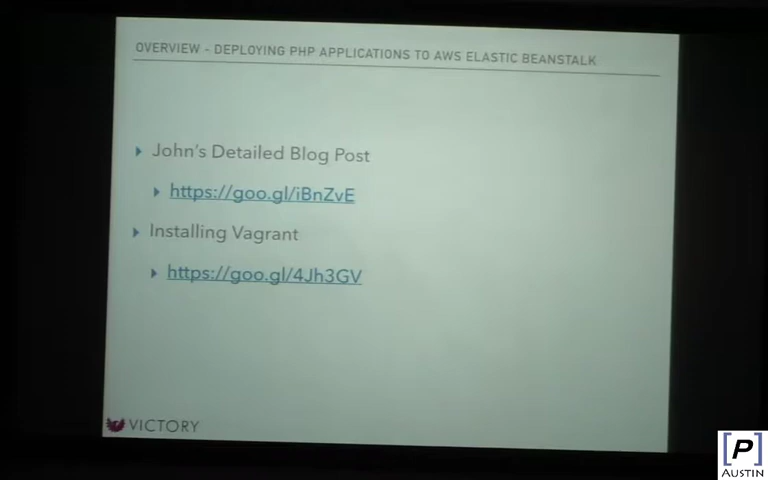 OVERVIEW - DEPLOYING PHP APPLICATIONS TO AWS ELASTIC BEANSTALK
John's Detailed Blog Post
https://goo.gl/iBnZvE
Installing Vagrant
https://goo.gl/4Jh3GV
VICTORY
[P]
AUSTIN